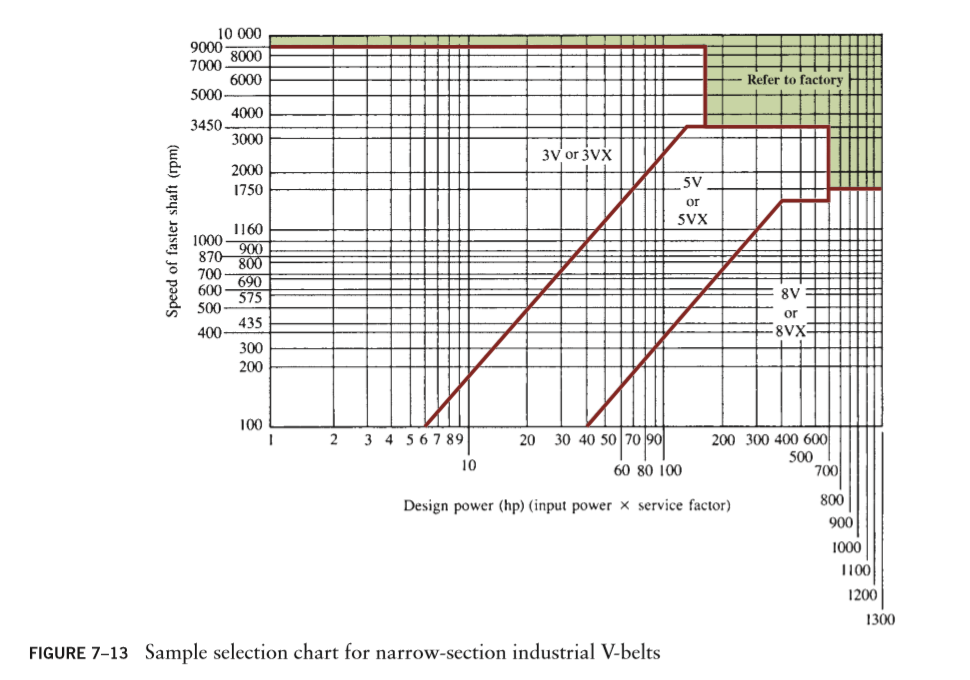 10 000
9000
8000
7000
6000
5000
4000
3450
3000
2000
1750
1160
1000
900
870
800
700
690
600
575
500
435
400
300
200
100
Speed of faster shaft (rpm)
Refer to factory
3V or 3VX
5V
or
5VX
8V
or
8VX
1 2 3 4 5 6 7 8 9 20 30 40 50 70 90 200 300 400 600
10 60 80 100 500 700
800
900
1000
1100
1200
1300
Design power (hp) (input power × service factor)
FIGURE 7–13 Sample selection chart for narrow-section industrial V-belts